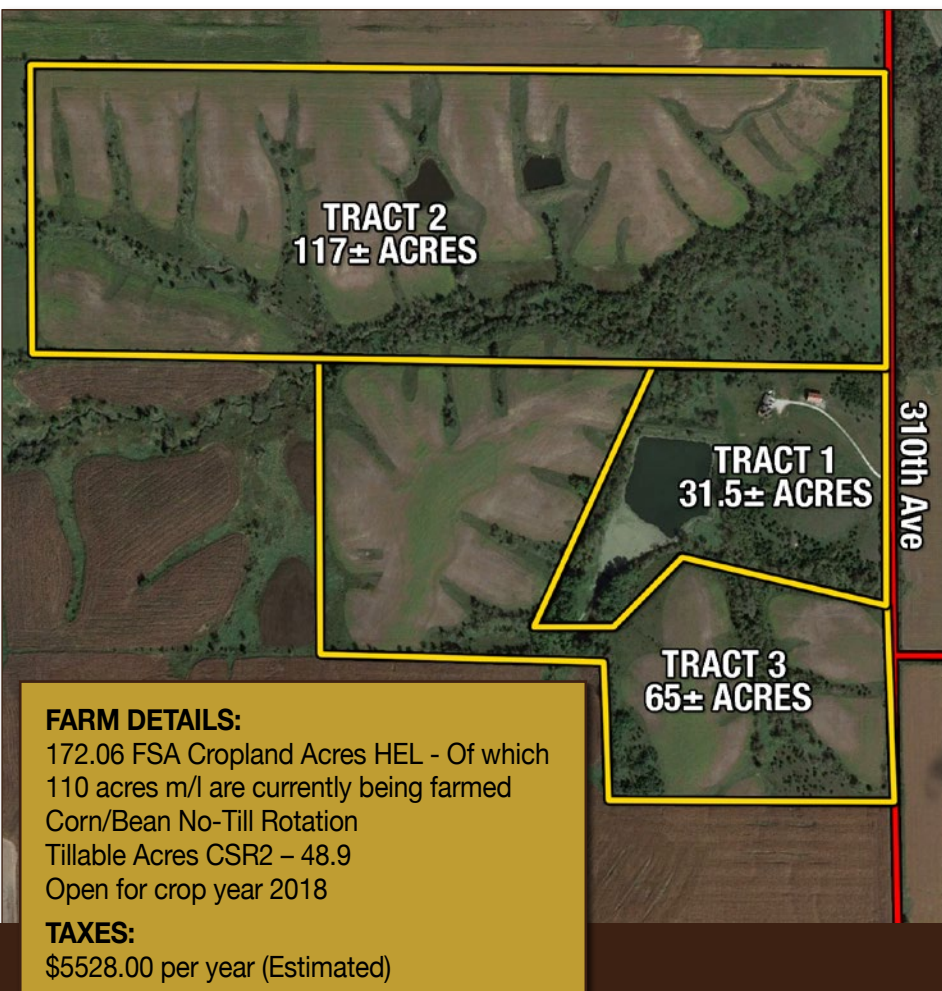 TRACT 2
117± ACRES
TRACT 1
31.5± ACRES
310th Ave
TRACT 3
65± ACRES
FARM DETAILS:
172.06 FSA Cropland Acres HEL - Of which
110 acres m/l are currently being farmed
Corn/Bean No-Till Rotation
Tillable Acres CSR2 – 48.9
Open for crop year 2018
TAXES:
$5528.00 per year (Estimated)